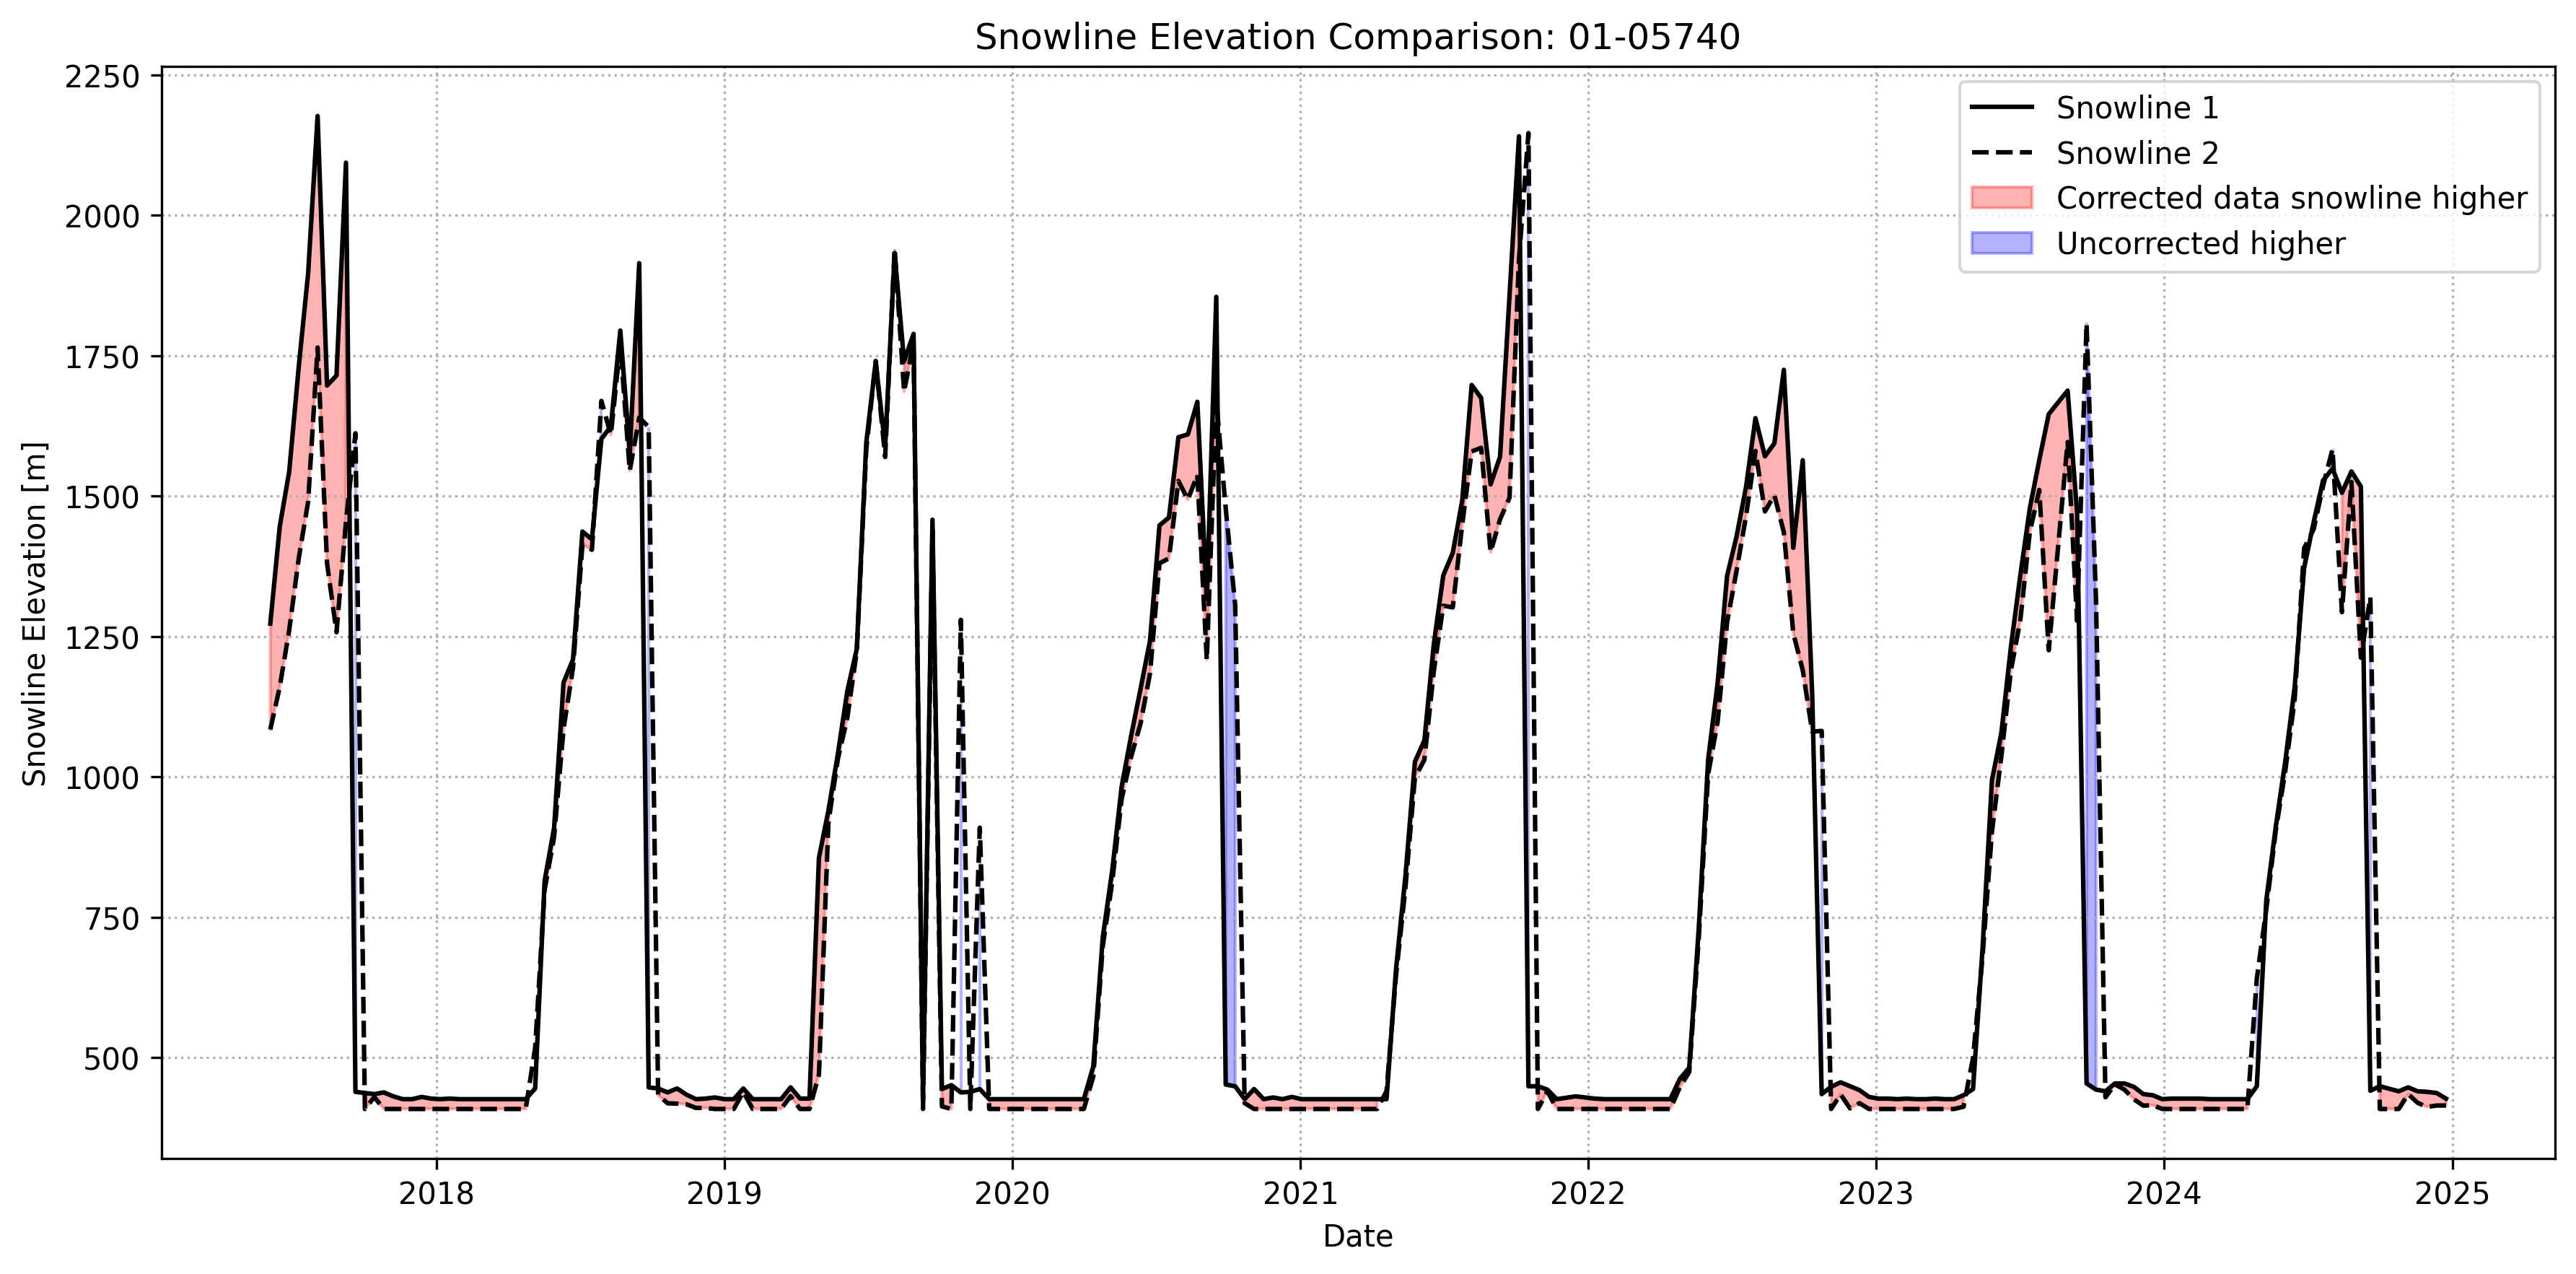 Snowline Elevation Comparison: 01-05740
Snowline Elevation [m]
2250
2000
1750
1500
1250
1000
750
500
Snowline 1
Snowline 2
Corrected data snowline higher
Uncorrected higher
2018 2019 2020 2021 2022 2023 2024 2025
Date